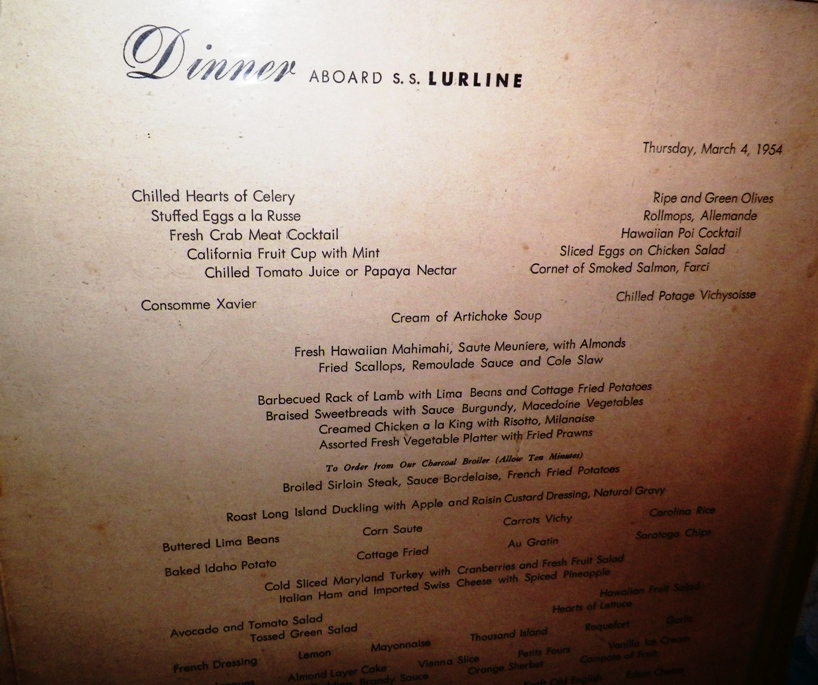 Dinner ABOARD S.S. LURLINE
Thursday, March 4, 1954
Chilled Hearts of Celery Ripe and Green Olives
Stuffed Eggs a la Russe Rollmops, Allemande
Fresh Crab Meat Cocktail Hawaiian Poi Cocktail
California Fruit Cup with Mint Sliced Eggs on Chicken Salad
Chilled Tomato Juice or Papaya Nectar Cornet of Smoked Salmon, Farci
Consomme Xavier Chilled Potage Vichysoisse
Cream of Artichoke Soup
Fresh Hawaiian Mahimahi, Saute Meuniere, with Almonds
Fried Scallops, Remoulade Sauce and Cole Slaw
Barbecued Rack of Lamb with Lima Beans and Cottage Fried Potatoes
Braised Sweetbreads with Sauce Burgundy, Macedoine Vegetables
Creamed Chicken a la King with Risotto, Milanaise
Assorted Fresh Vegetable Platter with Fried Prawns
To Order from Our Charcoal Broiler (Allow Ten Minutes)
Broiled Sirloin Steak, Sauce Bordelaise, French Fried Potatoes
Roast Long Island Duckling with Apple and Raisin Custard Dressing, Natural Gravy
Buttered Lima Beans Corn Saute Carrots Vichy Carolina Rice
Baked Idaho Potato Cottage Fried Au Gratin Saratoga Chips
Cold Sliced Maryland Turkey with Cranberries and Fresh Fruit Salad
Italian Ham and Imported Swiss Cheese with Spiced Pineapple
Avocado and Tomato Salad Hawaiian Fruit Salad
Tossed Green Salad Hearts of Lettuce
French Dressing Lemon Mayonnaise Thousand Island Roquefort
Almond Layer Cake Vienna Slice Petits Fours Vanilla Ice Cream
Brandy Sauce Orange Sherbet Compote of Fruit
Old English